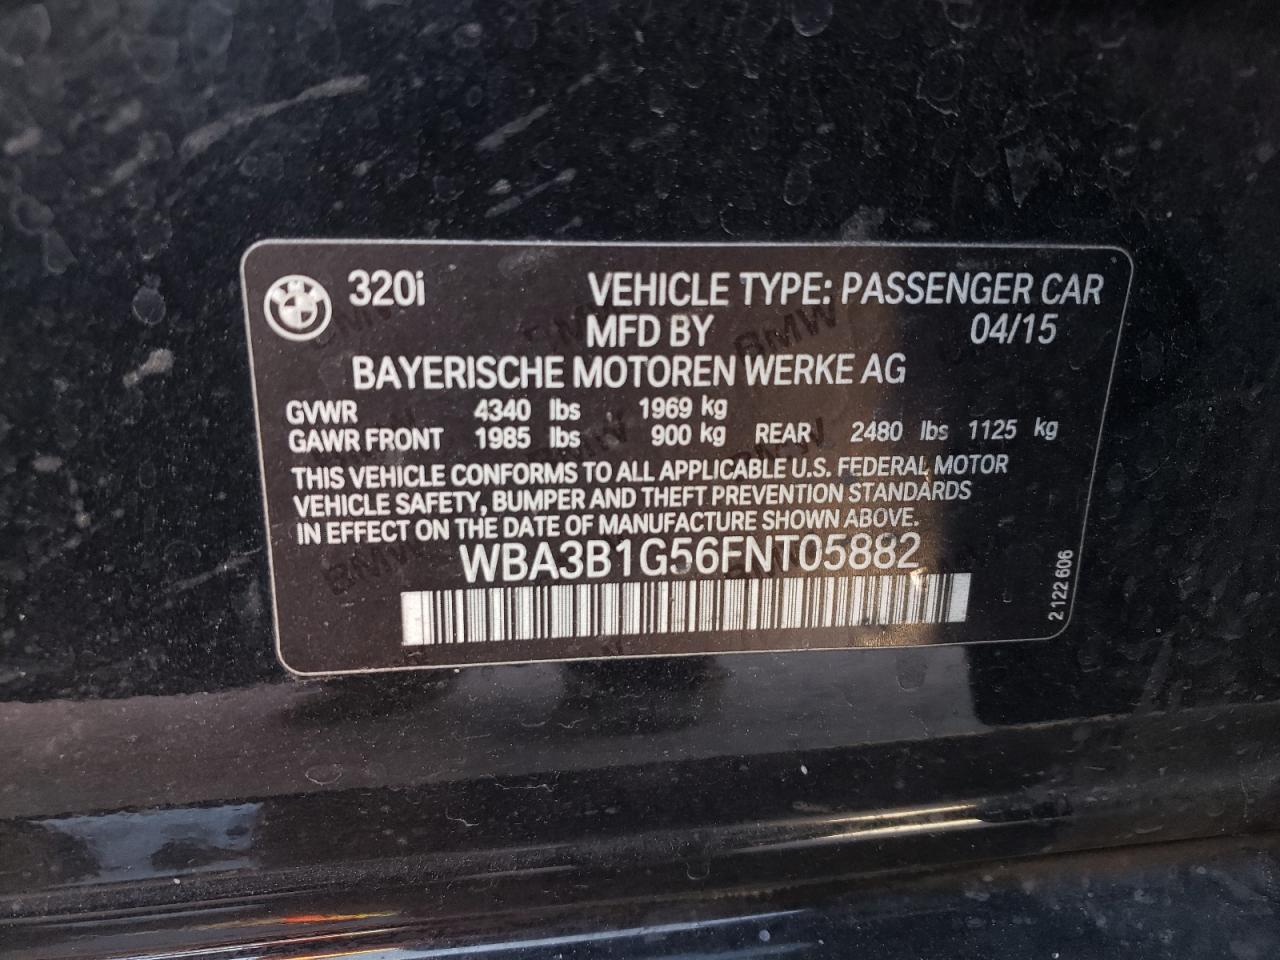 320i VEHICLE TYPE: PASSENGER CAR
MFD BY 04/15
BAYERISCHE MOTOREN WERKE AG
GVWR 4340 lbs 1969 kg
GAWR FRONT 1985 lbs 900 kg REAR 2480 lbs 1125 kg
THIS VEHICLE CONFORMS TO ALL APPLICABLE U.S. FEDERAL MOTOR
VEHICLE SAFETY, BUMPER AND THEFT PREVENTION STANDARDS
IN EFFECT ON THE DATE OF MANUFACTURE SHOWN ABOVE.
WBA3B1G56FNT05882
2 122 606